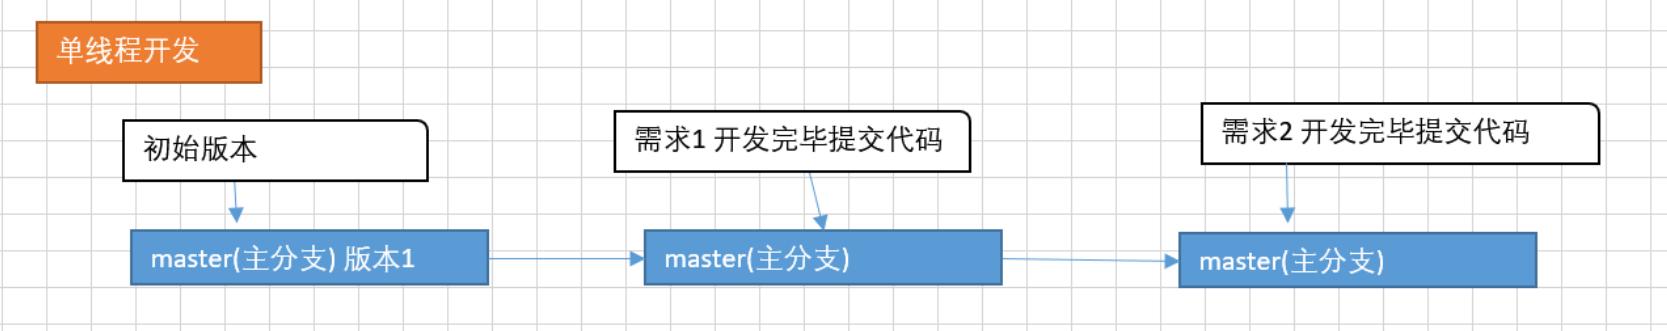 单线程开发
初始版本
需求1 开发完毕提交代码
需求2 开发完毕提交代码
master(主分支) 版本1
master(主分支)
master(主分支)